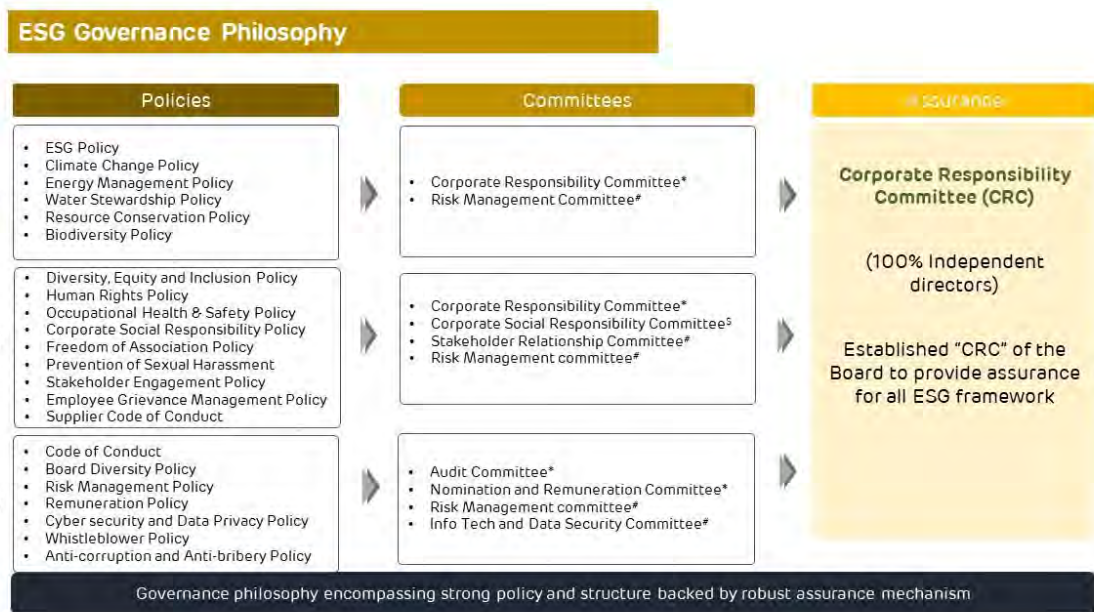 ESG Governance Philosophy
Policies
• ESG Policy
• Climate Change Policy
• Energy Management Policy
• Water Stewardship Policy
• Resource Conservation Policy
• Biodiversity Policy
• Diversity, Equity and Inclusion Policy
• Human Rights Policy
• Occupational Health & Safety Policy
• Corporate Social Responsibility Policy
• Freedom of Association Policy
• Prevention of Sexual Harassment
• Stakeholder Engagement Policy
• Employee Grievance Management Policy
• Supplier Code of Conduct
• Code of Conduct
• Board Diversity Policy
• Risk Management Policy
• Remuneration Policy
• Cyber security and Data Privacy Policy
• Whistleblower Policy
• Anti-corruption and Anti-bribery Policy
Committees
• Corporate Responsibility Committee*
• Risk Management Committee#
• Corporate Responsibility Committee*
• Corporate Social Responsibility Committee$
• Stakeholder Relationship Committee#
• Risk Management committee#
• Audit Committee*
• Nomination and Remuneration Committee*
• Risk Management committee#
• Info Tech and Data Security Committee#
Assurance
Corporate Responsibility
Committee (CRC)
(100% Independent
directors)
Established "CRC" of the
Board to provide assurance
for all ESG framework
Governance philosophy encompassing strong policy and structure backed by robust assurance mechanism